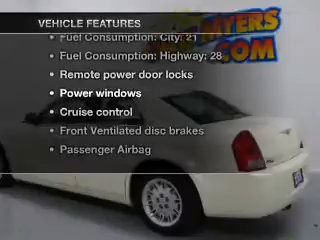 VEHICLE FEATURES
MYERS
.COM
Fuel Consumption: City: 21
Fuel Consumption: Highway: 28
Remote power door locks
Power windows
Cruise control
Front Ventilated disc brakes
Passenger Airbag